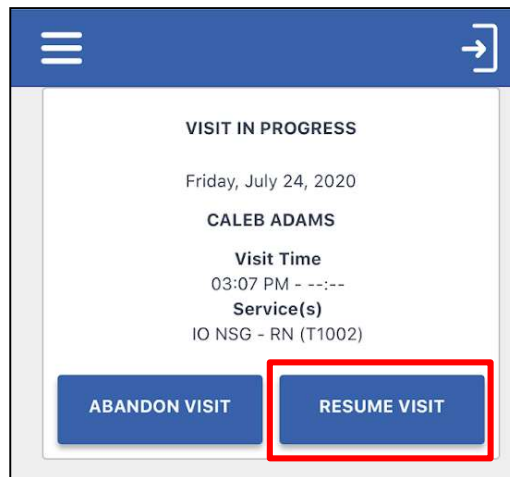 VISIT IN PROGRESS
Friday, July 24, 2020
CALEB ADAMS
Visit Time
03:07 PM - --:--
Service(s)
IO NSG - RN (T1002)
ABANDON VISIT
RESUME VISIT